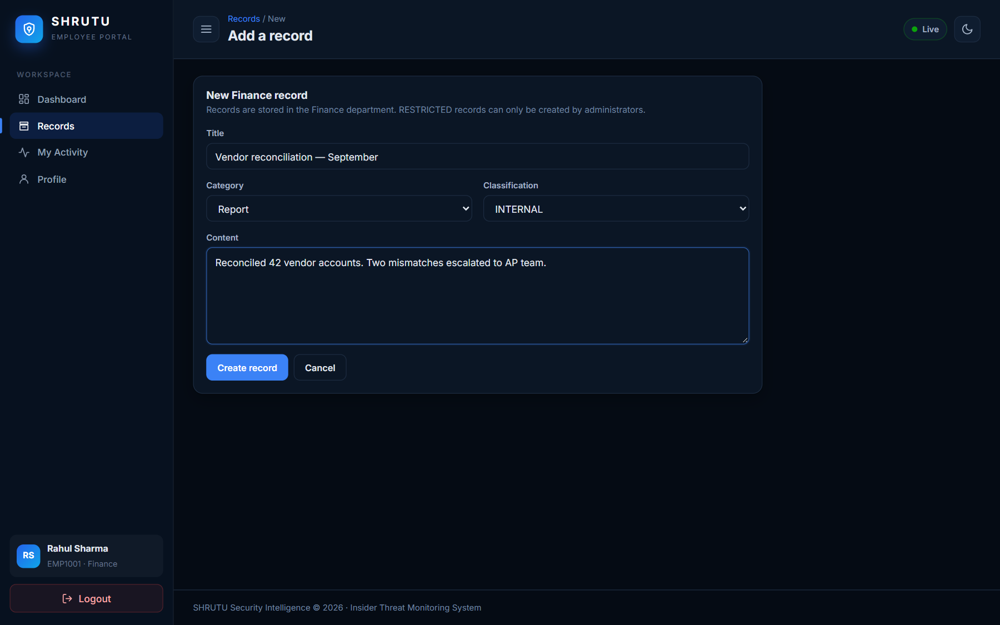 SHRUTU
EMPLOYEE PORTAL
WORKSPACE
Dashboard
Records
My Activity
Profile
RS
Rahul Sharma
EMP1001 · Finance
Logout
Records / New
Add a record
Live
New Finance record
Records are stored in the Finance department. RESTRICTED records can only be created by administrators.
Title
Vendor reconciliation — September
Category
Classification
Report
INTERNAL
Content
Reconciled 42 vendor accounts. Two mismatches escalated to AP team.
Create record
Cancel
SHRUTU Security Intelligence © 2026 · Insider Threat Monitoring System